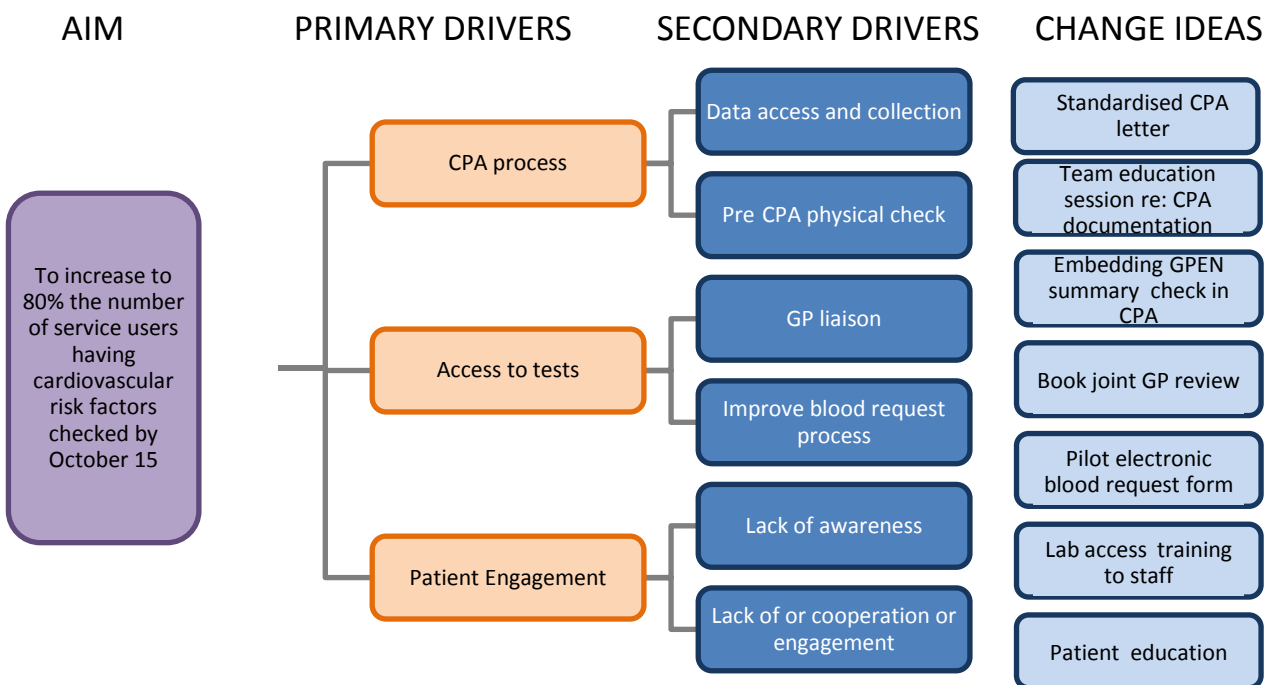 AIM
PRIMARY DRIVERS
SECONDARY DRIVERS
CHANGE IDEAS
To increase to
80% the number
of service users
having
cardiovascular
risk factors
checked by
October 15
CPA process
Access to tests
Patient Engagement
Data access and collection
Pre CPA physical check
GP liaison
Improve blood request
process
Lack of awareness
Lack of or cooperation or
engagement
Standardised CPA
letter
Team education
session re: CPA
documentation
Embedding GPEN
summary check in
CPA
Book joint GP review
Pilot electronic
blood request form
Lab access training
to staff
Patient education